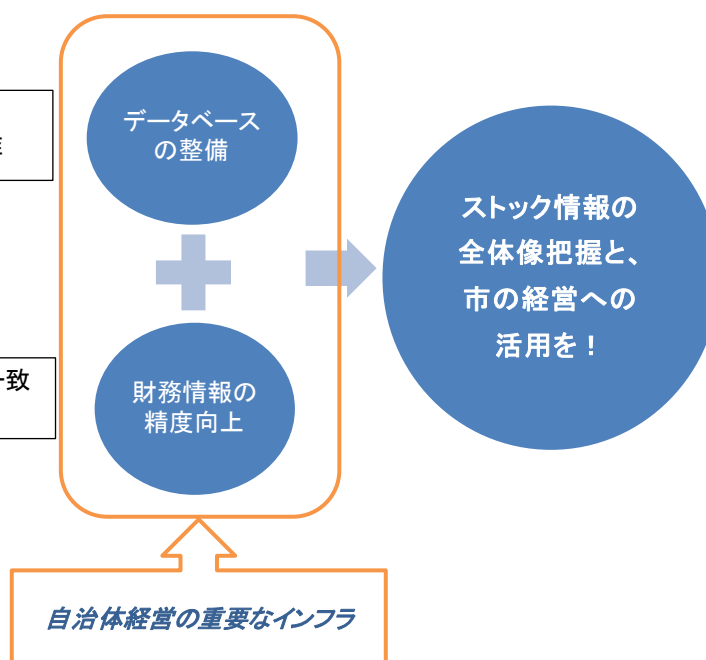 データベース
の整備
財務情報の
精度向上
一致
ストック情報の
全体像把握と、
市の経営への
活用を！
自治体経営の重要なインフラ